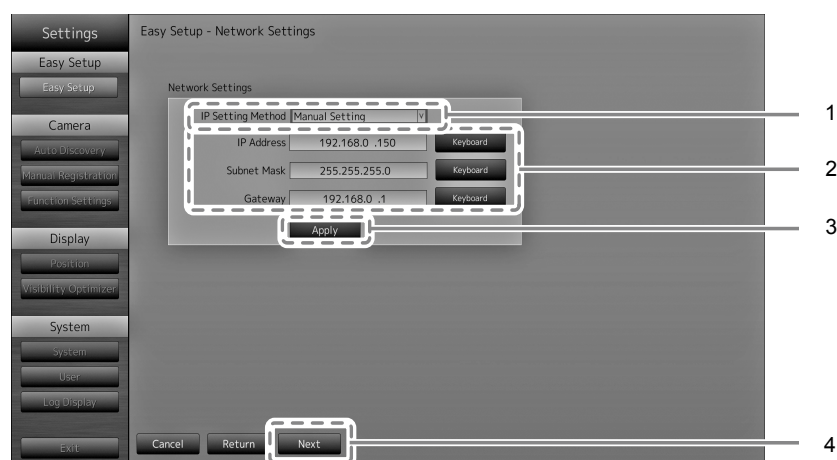 Settings
Easy Setup
Easy Setup
Camera
Auto Discovery
Manual Registration
Function Settings
Display
Position
Visibility Optimizer
System
System
User
Log Display
Exit
Easy Setup - Network Settings
Network Settings
IP Setting Method Manual Setting
IP Address 192.168.0 .150 Keyboard
Subnet Mask 255.255.255.0 Keyboard
Gateway 192.168.0 .1 Keyboard
Apply
Cancel Return Next
1
2
3
4